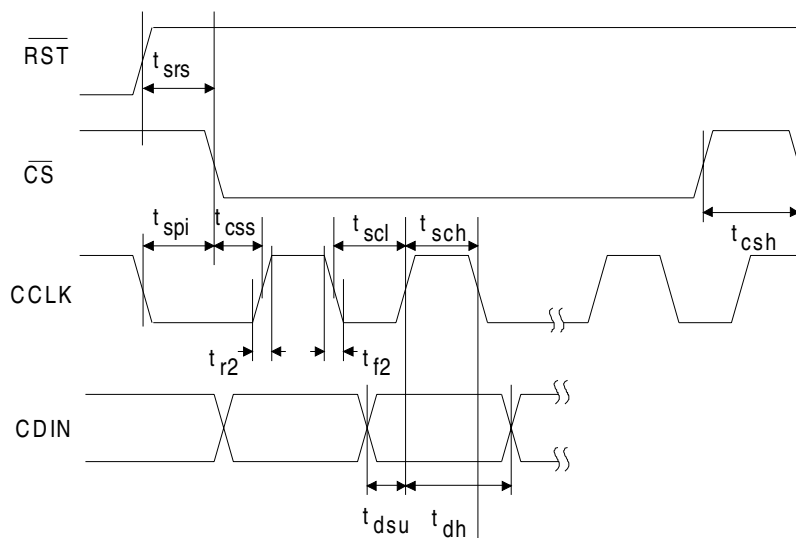 RST
t srs
CS
t spi
t css
t scl
t sch
t csh
CCLK
t r2
t f2
CDIN
t dsu
t dh